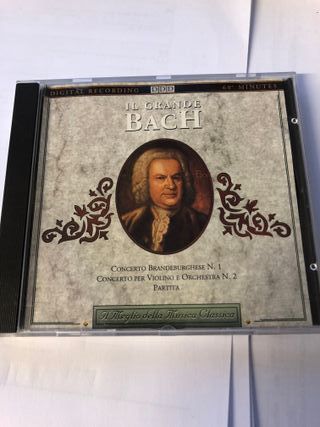 DIGITAL RECORDING DDD 60' MINUTES
IL GRANDE
BACH
CONCERTO BRANDEBURGHESE N. 1
CONCERTO PER VIOLINO E ORCHESTRA N. 2
PARTITA
Il Meglio della Musica Classica